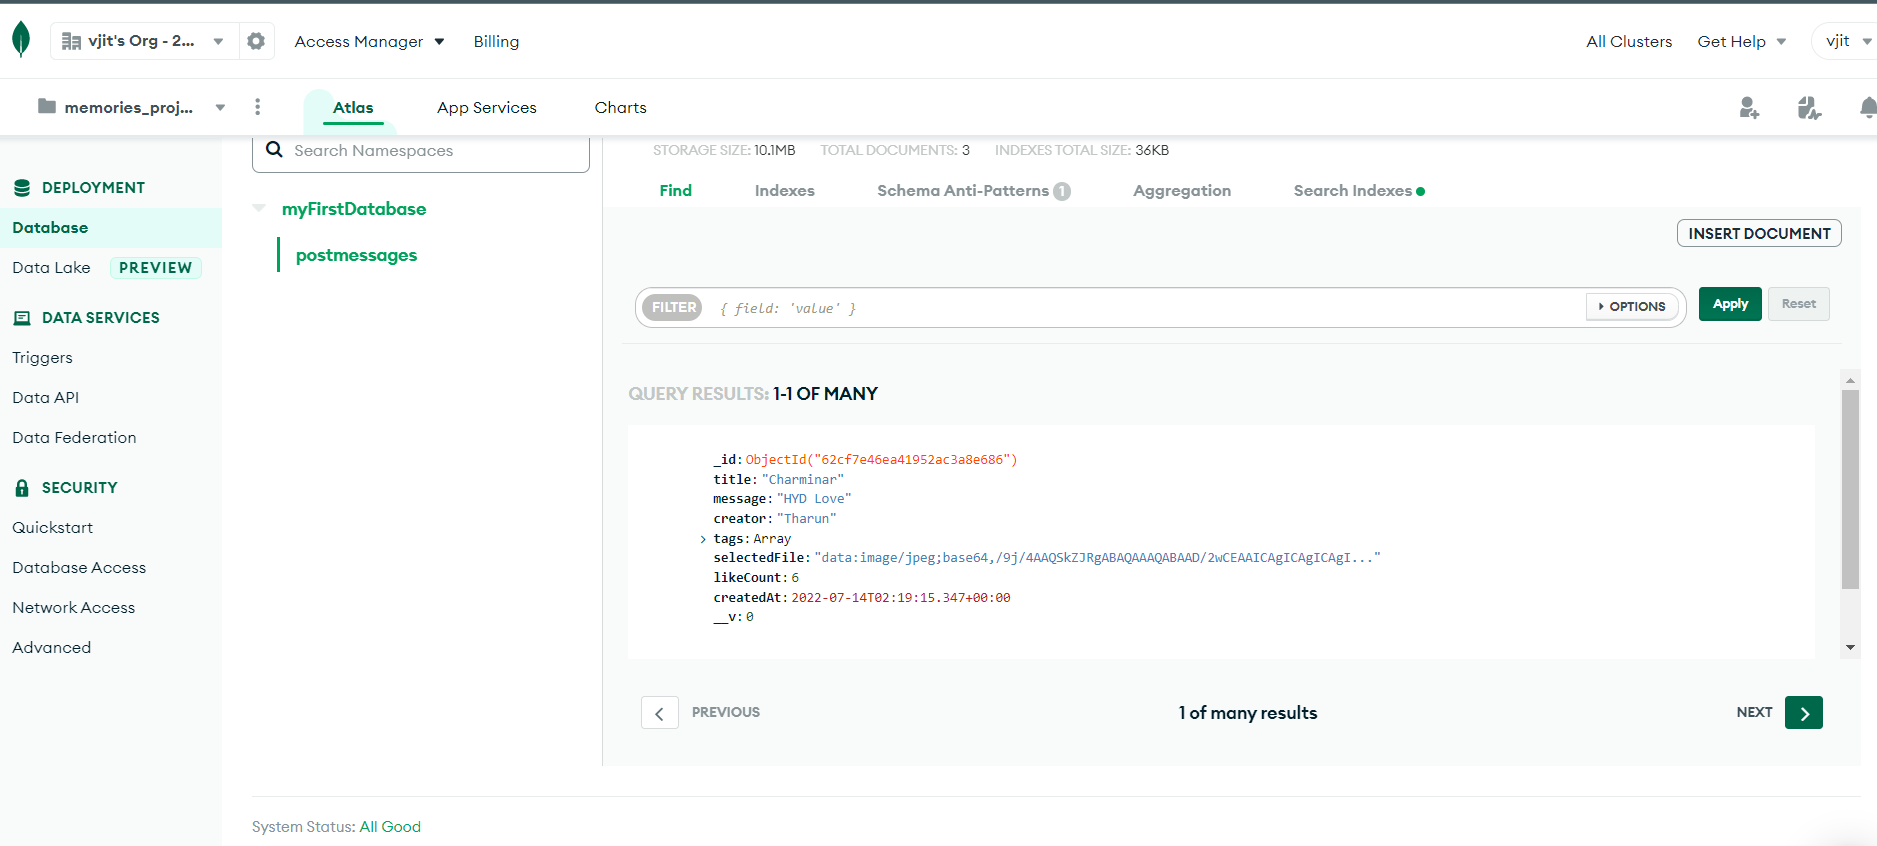 vjit's Org - 2...
Access Manager
Billing
All Clusters
Get Help
vjit
memories_proj...
Atlas
App Services
Charts
DEPLOYMENT
Database
Data Lake PREVIEW
DATA SERVICES
Triggers
Data API
Data Federation
SECURITY
Quickstart
Database Access
Network Access
Advanced
Search Namespaces
myFirstDatabase
postmessages
STORAGE SIZE: 10.1MB TOTAL DOCUMENTS: 3 INDEXES TOTAL SIZE: 36KB
Find Indexes Schema Anti-Patterns 1 Aggregation Search Indexes
INSERT DOCUMENT
FILTER { field: 'value' } OPTIONS Apply Reset
QUERY RESULTS: 1-1 OF MANY
_id: ObjectId("62cf7e46ea41952ac3a8e686")
title: "Charminar"
message: "HYD Love"
creator: "Tharun"
tags: Array
selectedFile: "data:image/jpeg;base64,/9j/4AAQSkZJRgABAQAAAQABAAD/2wCEAAICAgICAgICAgI..."
likeCount: 6
createdAt: 2022-07-14T02:19:15.347+00:00
__v: 0
PREVIOUS 1 of many results NEXT
System Status: All Good